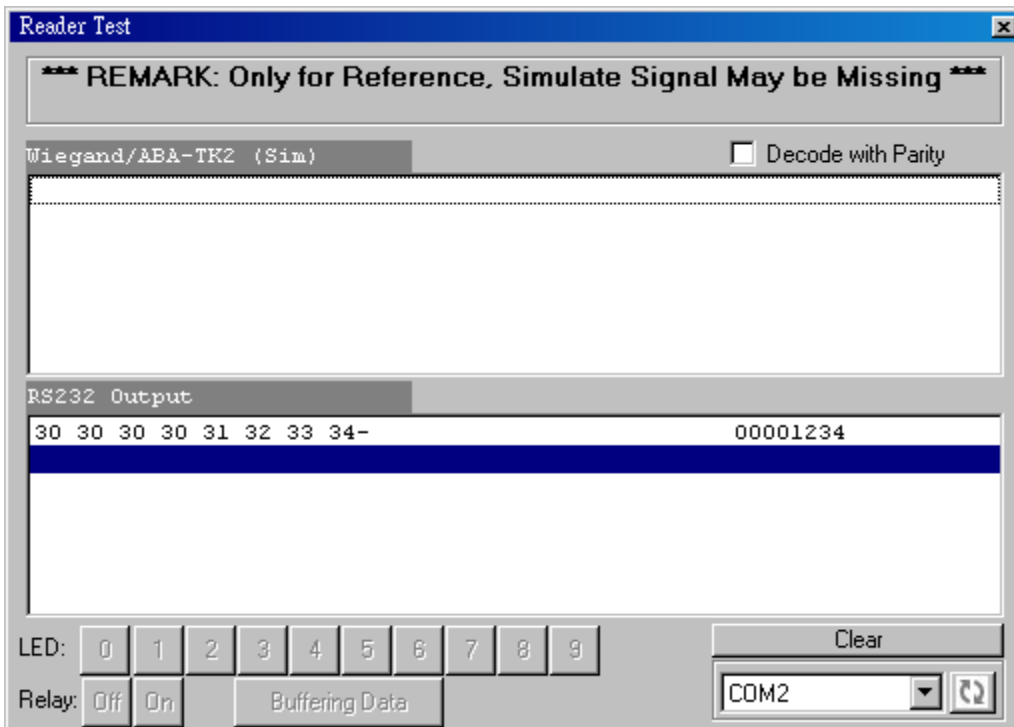 Reader Test
*** REMARK: Only for Reference, Simulate Signal May be Missing ***
Wiegand/ABA-TK2 (Sim)
Decode with Parity
RS232 Output
30 30 30 30 31 32 33 34- 00001234
LED: 0 1 2 3 4 5 6 7 8 9
Clear
Relay: Off On Buffering Data
COM2